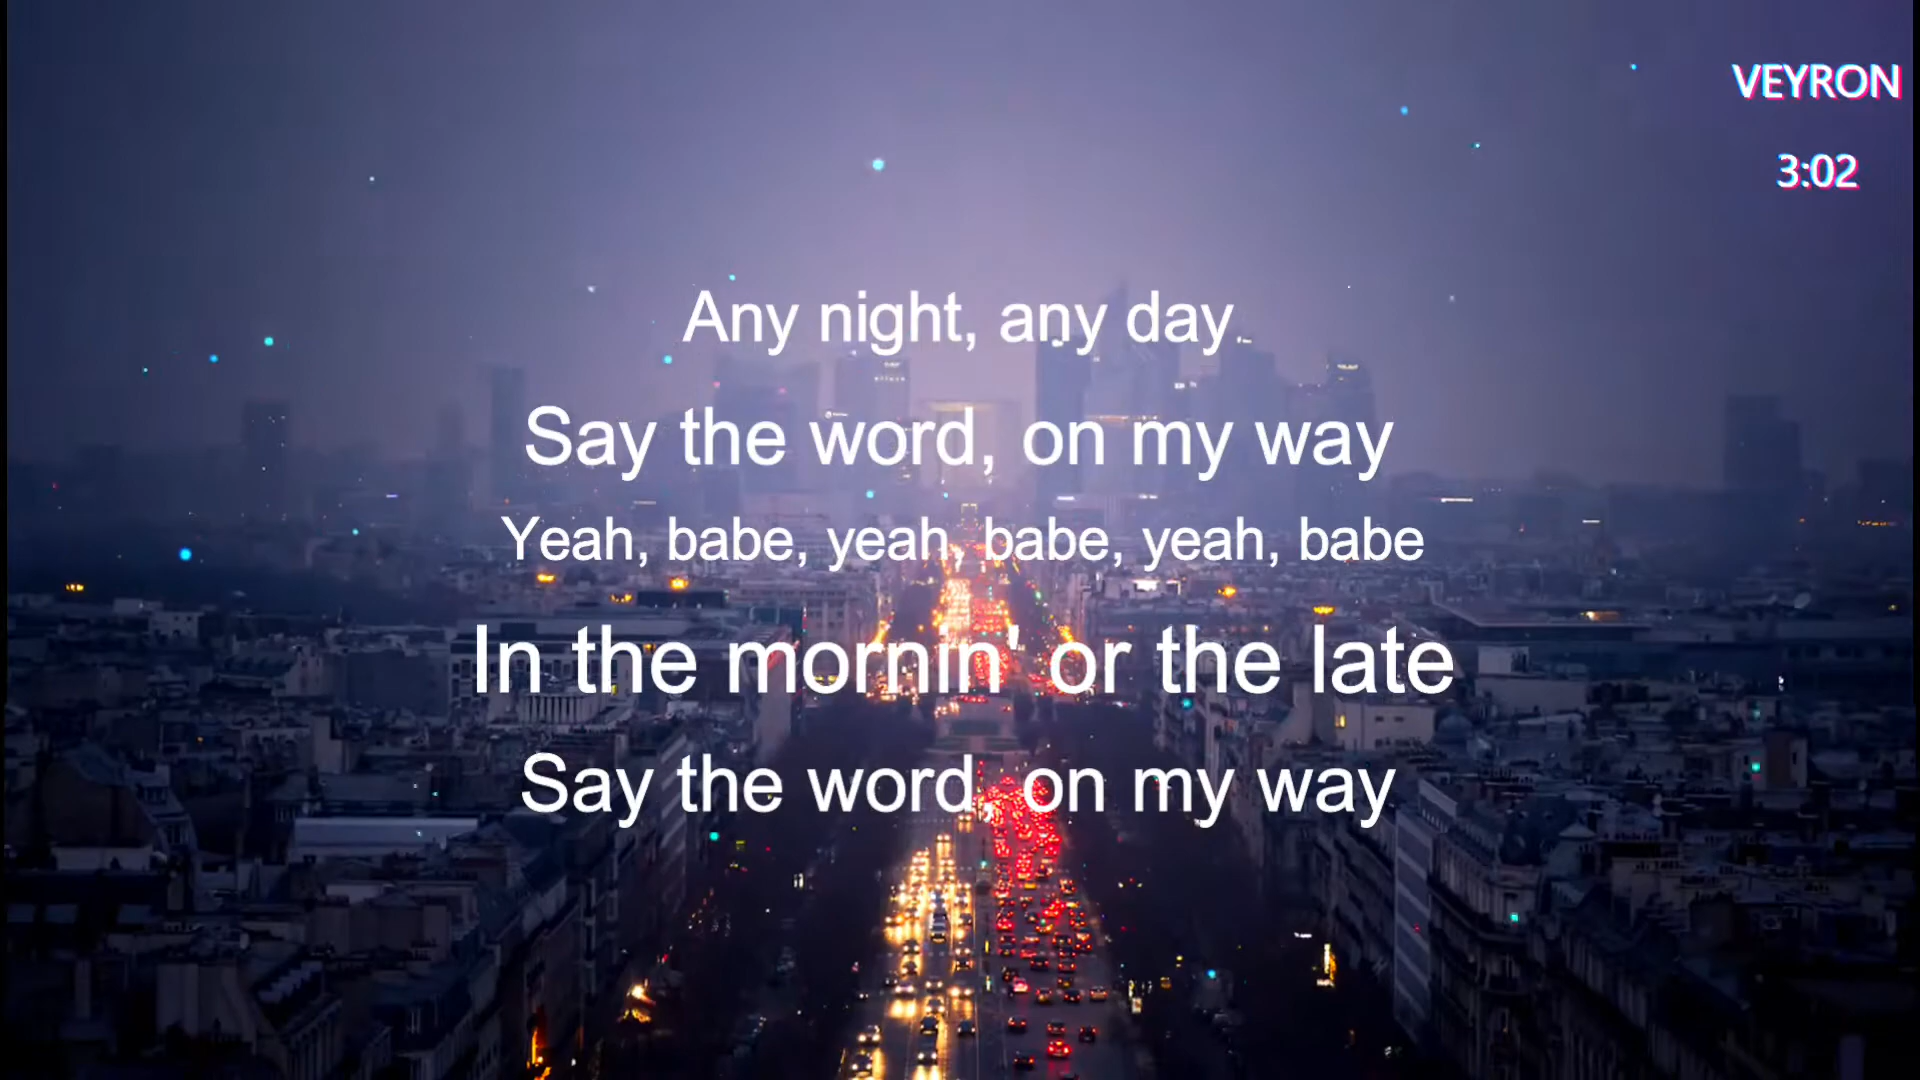 VEYRON
3:02
Any night, any day
Say the word, on my way
Yeah, babe, yeah, babe, yeah, babe
In the mornin' or the late
Say the word, on my way